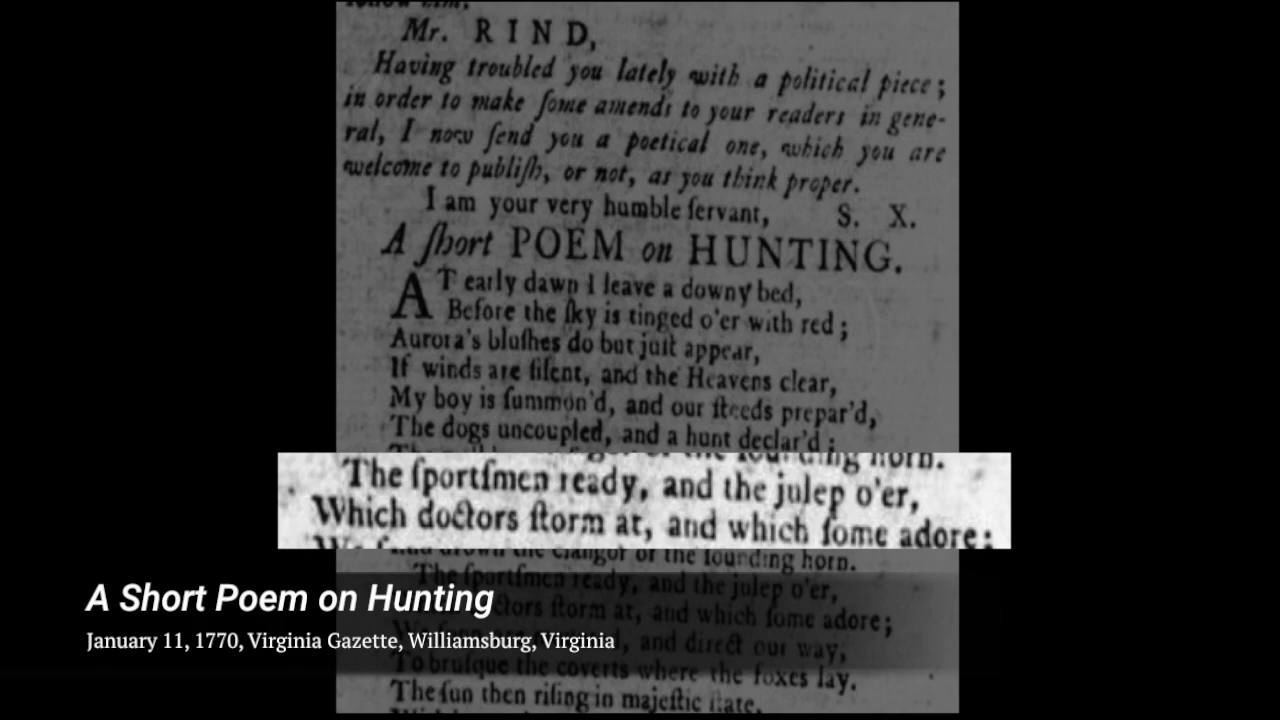 Mr. RIND,
Having troubled you lately with a political piece;
in order to make ſome amends to your readers in gene-
ral, I now ſend you a poetical one, which you are
welcome to publiſh, or not, as you think proper.
I am your very humble ſervant, S. X.
A ſhort POEM on HUNTING.
AT early dawn I leave a downy bed,
Before the ſky is tinged o'er with red;
Aurora's bluſhes do but juſt appear,
If winds are ſilent, and the Heavens clear,
My boy is ſummon'd, and our ſteeds prepar'd,
The dogs uncoupled, and a hunt declar'd;
horn.
The ſportſmen ready, and the julep o'er,
Which doctors ſtorm at, and which ſome adore;
drown the clangor of the ſounding horn.
The ſportſmen ready, and the julep o'er,
ſtorm at, and which ſome adore;
and direct our way,
To bruſque the coverts where the foxes lay.
The ſun then riſing in majeſtic ſtate,
A Short Poem on Hunting
January 11, 1770, Virginia Gazette, Williamsburg, Virginia